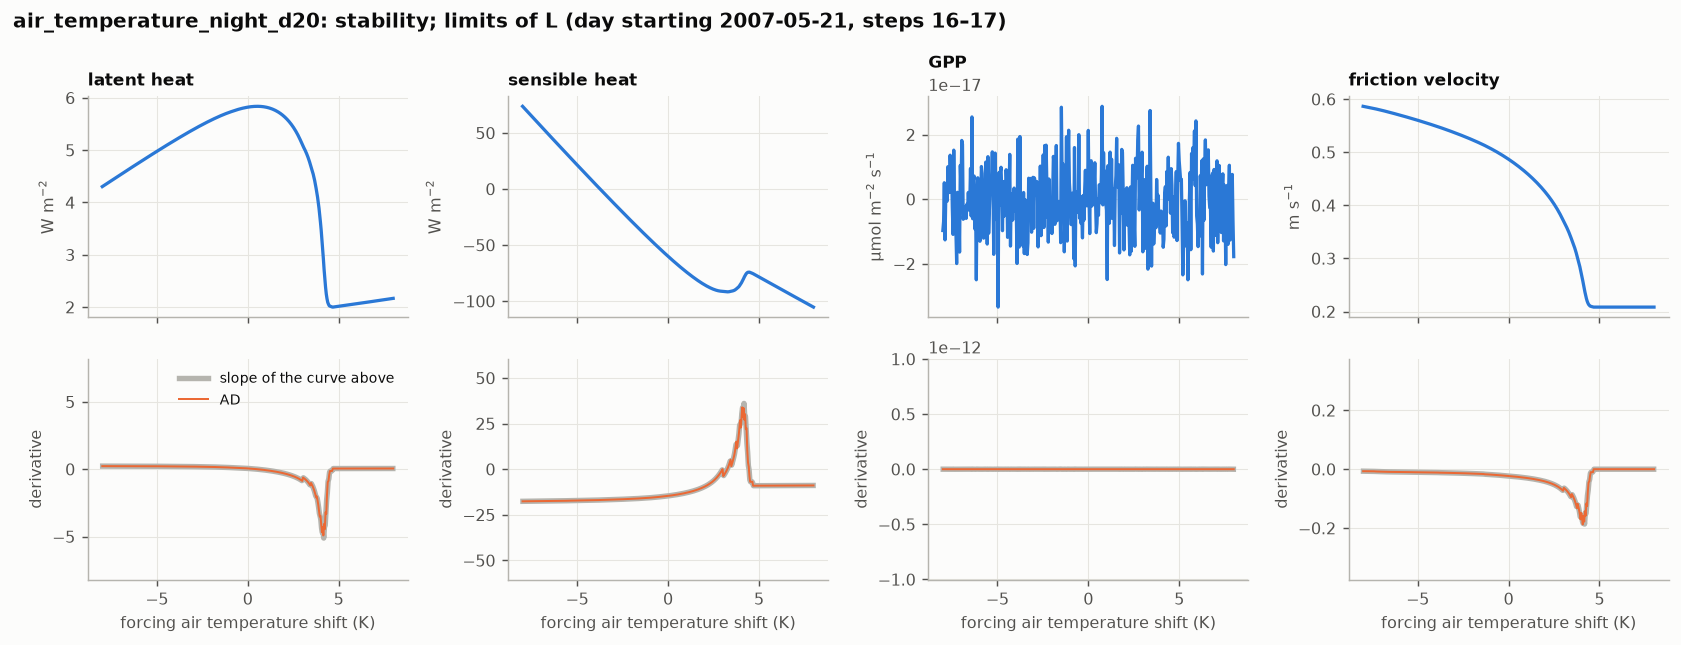 air_temperature_night_d20: stability; limits of L (day starting 2007-05-21, steps 16–17)
latent heat
W m⁻²
6
5
4
3
2
sensible heat
W m⁻²
50
0
−50
−100
GPP
1e−17
μmol m⁻² s⁻¹
2
0
−2
friction velocity
m s⁻¹
0.6
0.5
0.4
0.3
0.2
derivative
5
0
−5
slope of the curve above
AD
−5 0 5
forcing air temperature shift (K)
derivative
50
25
0
−25
−50
−5 0 5
forcing air temperature shift (K)
1e−12
derivative
1.0
0.5
0.0
−0.5
−1.0
−5 0 5
forcing air temperature shift (K)
derivative
0.2
0.0
−0.2
−5 0 5
forcing air temperature shift (K)